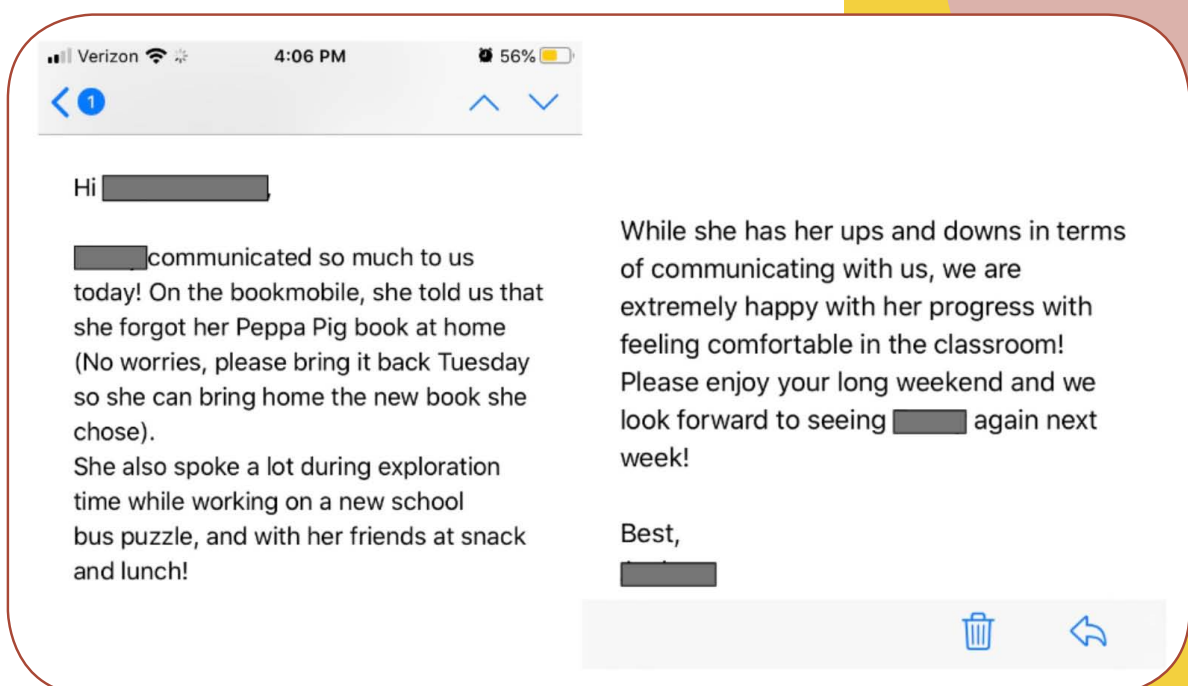 Verizon 4:06 PM 56%
1
Hi ,
communicated so much to us
today! On the bookmobile, she told us that
she forgot her Peppa Pig book at home
(No worries, please bring it back Tuesday
so she can bring home the new book she
chose).
She also spoke a lot during exploration
time while working on a new school
bus puzzle, and with her friends at snack
and lunch!
While she has her ups and downs in terms
of communicating with us, we are
extremely happy with her progress with
feeling comfortable in the classroom!
Please enjoy your long weekend and we
look forward to seeing again next
week!
Best,